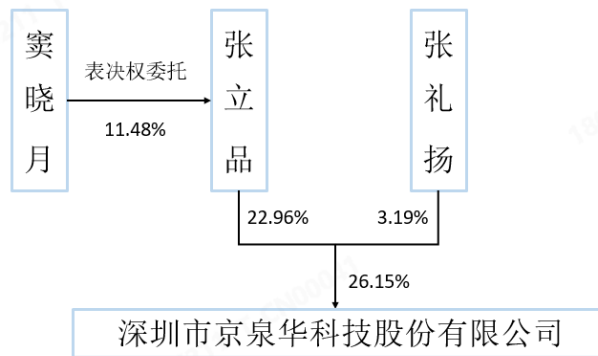 窦晓月
表决权委托
11.48%
张立品
张礼扬
22.96%
3.19%
26.15%
深圳市京泉华科技股份有限公司